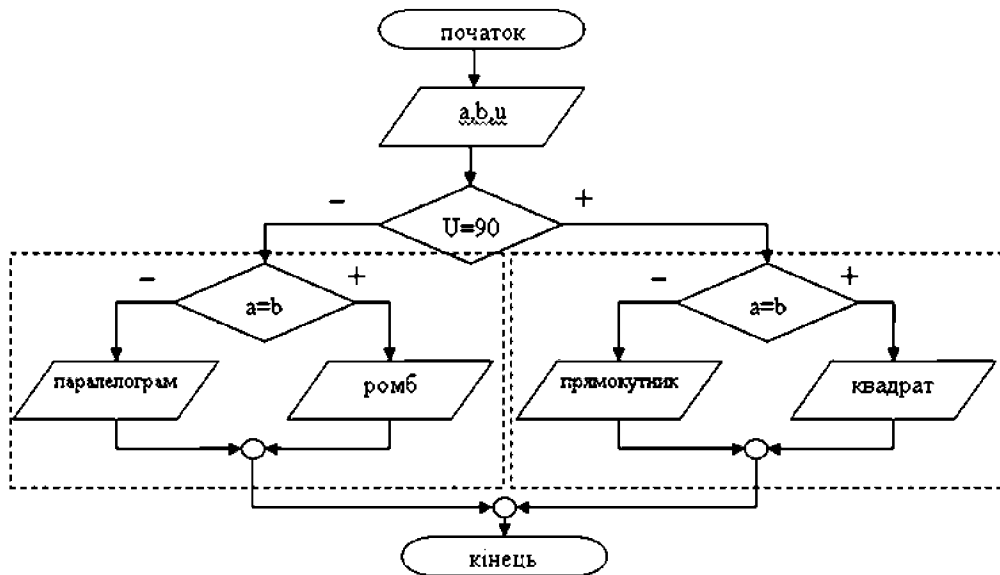 початок
a,b,u
− +
U=90
− + − +
a=b a=b
паралелограм ромб прямокутник квадрат
кінець